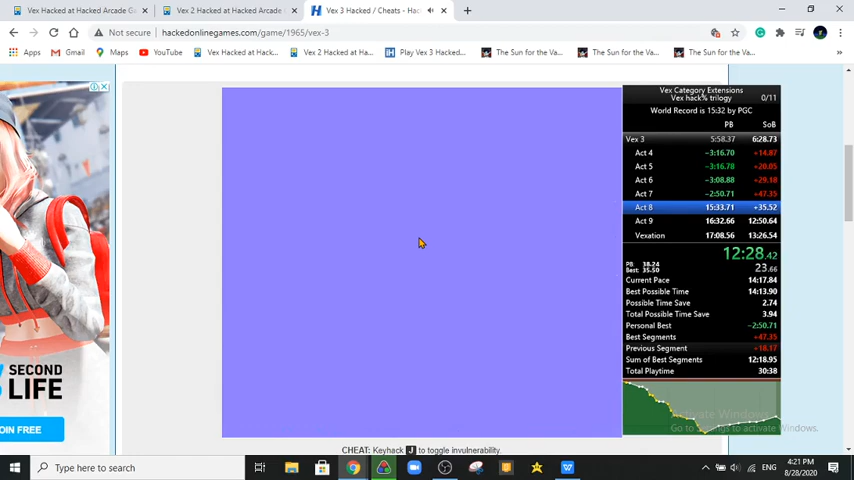 Vex Hacked at Hacked Arcade Ga
Vex 2 Hacked at Hacked Arcade G
Vex 3 Hacked / Cheats - Hac
Not secure hackedonlinegames.com/game/1965/vex-3
Apps Gmail Maps YouTube Vex Hacked at Hack... Vex 2 Hacked at Hac... Play Vex 3 Hacked... The Sun for the Va... The Sun for the Va... The Sun for the Va...
Vex Category Extensions
Vex hack% trilogy 0/11
World Record is 15:32 by PGC
PB SoB
Vex 3 5:58.37 6:28.73
Act 4 −3:16.70 +14.87
Act 5 −3:16.78 +20.05
Act 6 −3:08.88 +29.18
Act 7 −2:50.71 +47.35
Act 8 15:33.71 +35.52
Act 9 16:32.66 12:50.64
Vexation 17:08.56 13:26.54
12:28.42
PB: 38.24
Best: 35.50
23.66
Current Pace 14:17.84
Best Possible Time 14:13.90
Possible Time Save 2.74
Total Possible Time Save 3.94
Personal Best −2:50.71
Best Segments +47.35
Previous Segment +18.17
Sum of Best Segments 12:18.95
Total Playtime 30:38
Activate Windows
Go to Settings to activate Windows.
SECOND
LIFE
OIN FREE
CHEAT: Keyhack J to toggle invulnerability.
Type here to search
ENG
4:21 PM
8/28/2020